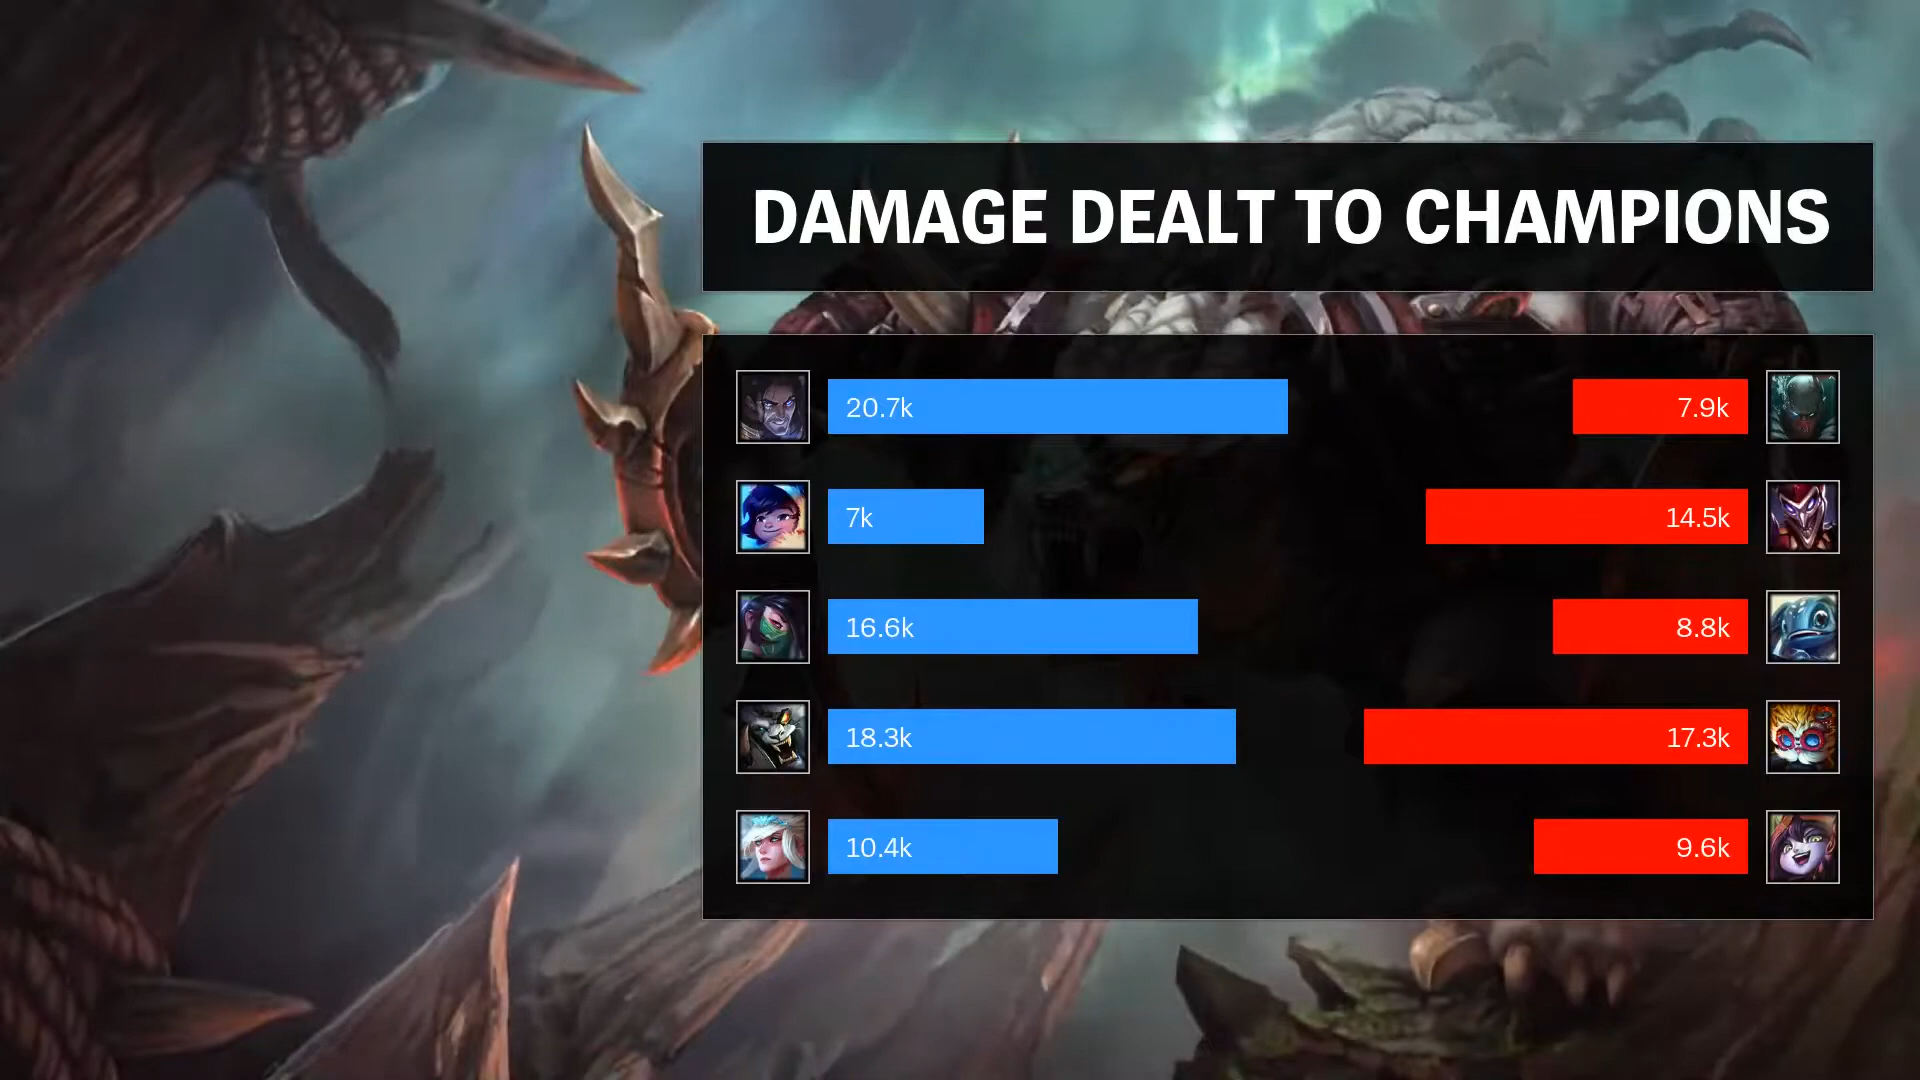 DAMAGE DEALT TO CHAMPIONS
20.7k 7.9k
7k 14.5k
16.6k 8.8k
18.3k 17.3k
10.4k 9.6k